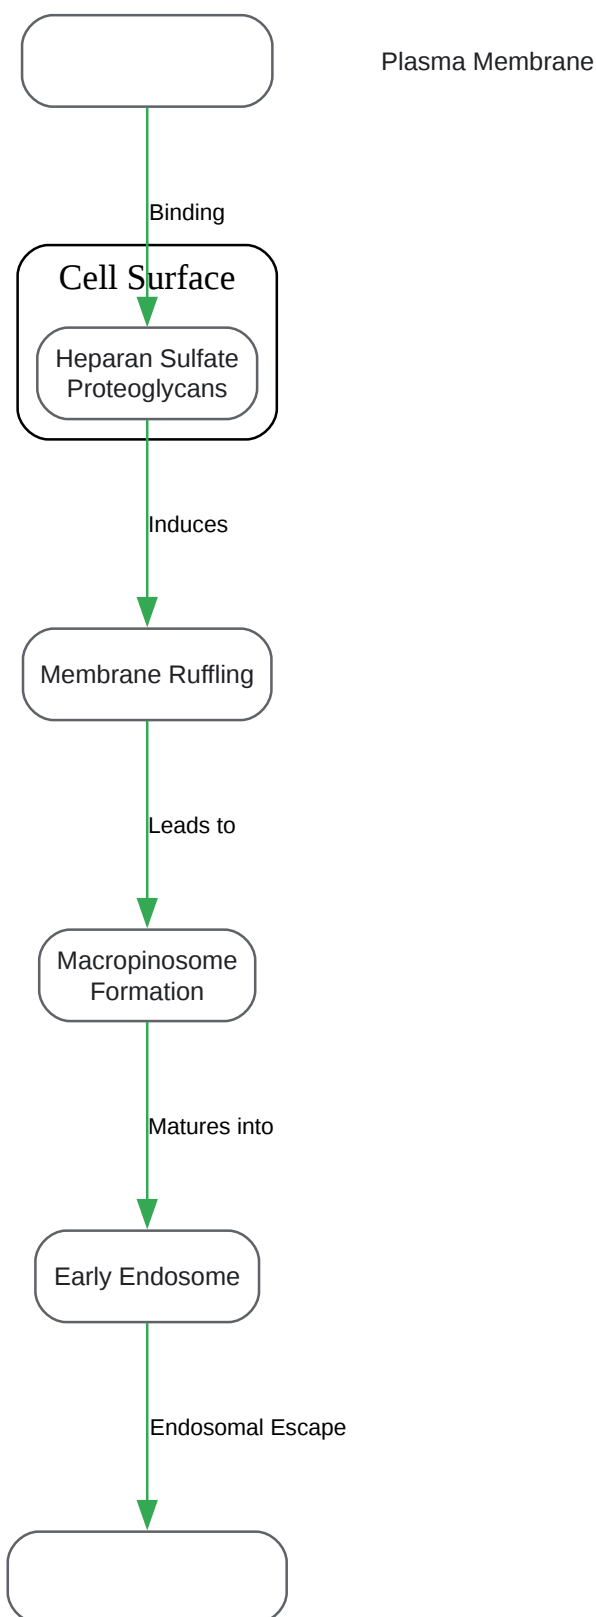 Plasma Membrane
Binding
Cell Surface
Heparan Sulfate
Proteoglycans
Induces
Membrane Ruffling
Leads to
Macropinosome
Formation
Matures into
Early Endosome
Endosomal Escape